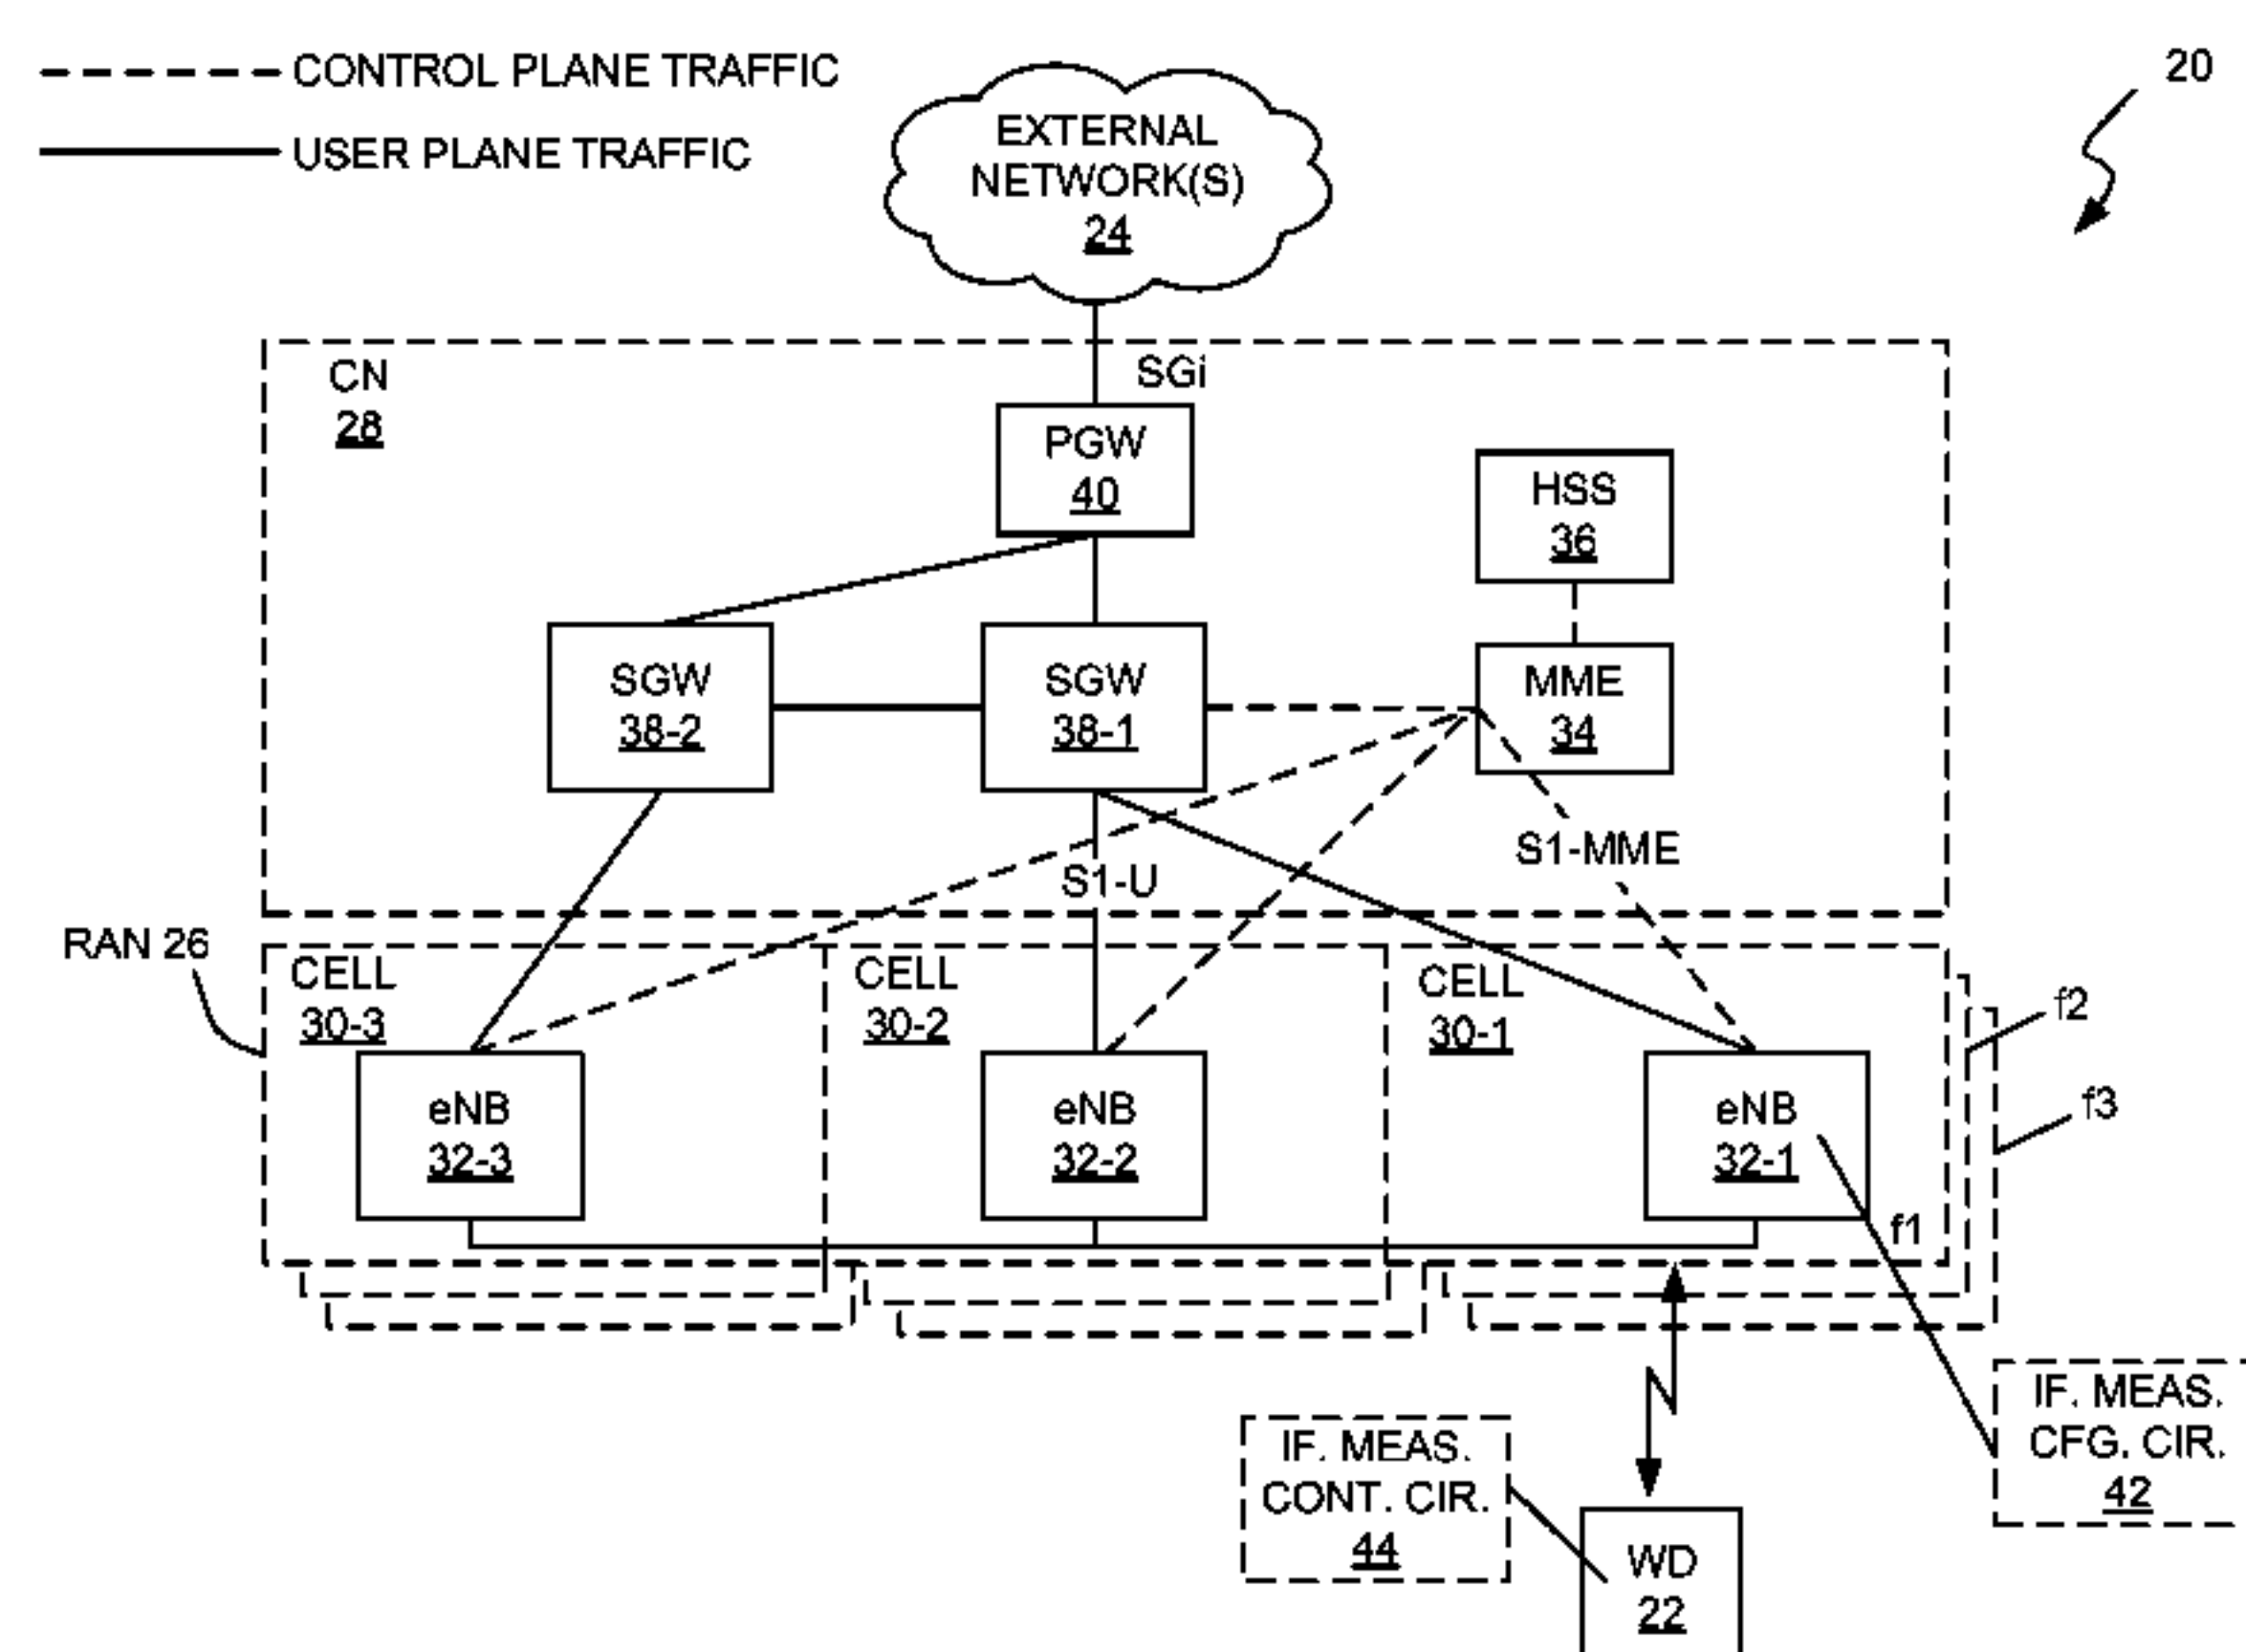 CONTROL PLANE TRAFFIC
USER PLANE TRAFFIC
20
EXTERNAL
NETWORK(S)
24
CN
28
SGi
PGW
40
HSS
36
SGW
38-2
SGW
38-1
MME
34
S1-MME
S1-U
RAN 26
CELL
30-3
CELL
30-2
CELL
30-1
f2
f3
eNB
32-3
eNB
32-2
eNB
32-1
f1
IF. MEAS.
CFG. CIR.
42
IF. MEAS.
CONT. CIR.
44
WD
22